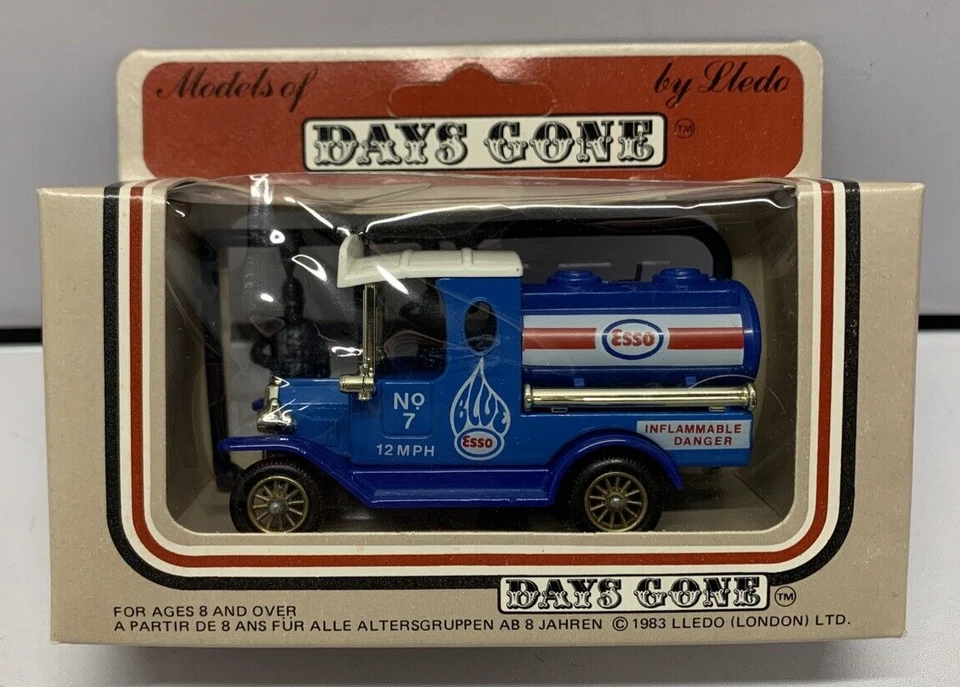 Models of by Lledo
DAYS GONE ™
Esso
No
7
12 MPH
BLUE
Esso
INFLAMMABLE
DANGER
DAYS GONE ™
FOR AGES 8 AND OVER
A PARTIR DE 8 ANS FÜR ALLE ALTERSGRUPPEN AB 8 JAHREN © 1983 LLEDO (LONDON) LTD.